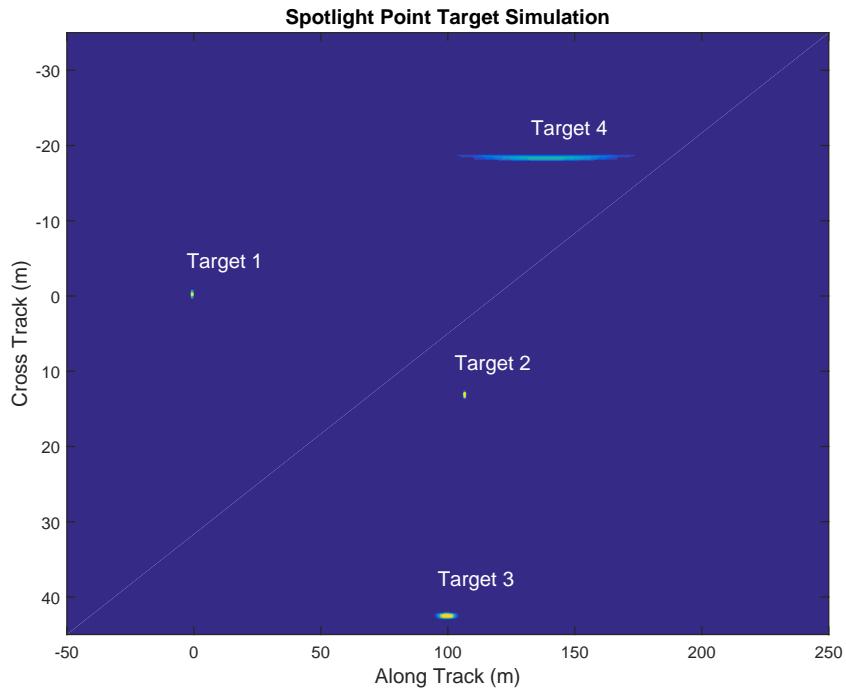 Spotlight Point Target Simulation
-30
Target 4
-20
-10
Target 1
0
Cross Track (m)
10
Target 2
20
30
Target 3
40
-50
0
50
100
150
200
250
Along Track (m)